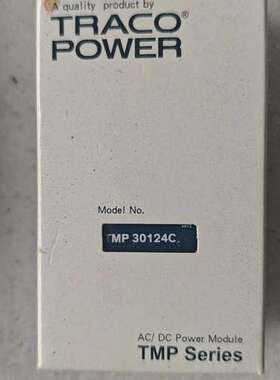 A quality product by
TRACO®
POWER
Model No.
TMP 30124C
AC/ DC Power Module
TMP Series